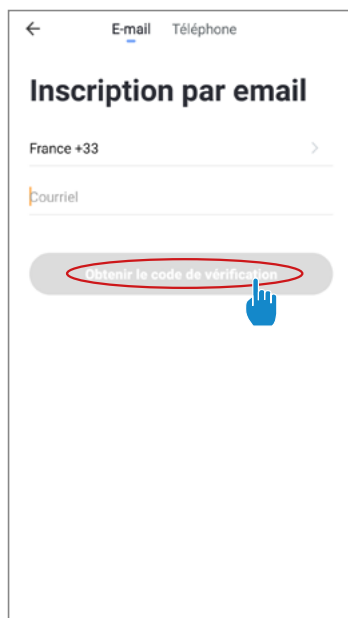 E-mail Téléphone
Inscription par email
France +33
Courriel
Obtenir le code de vérification